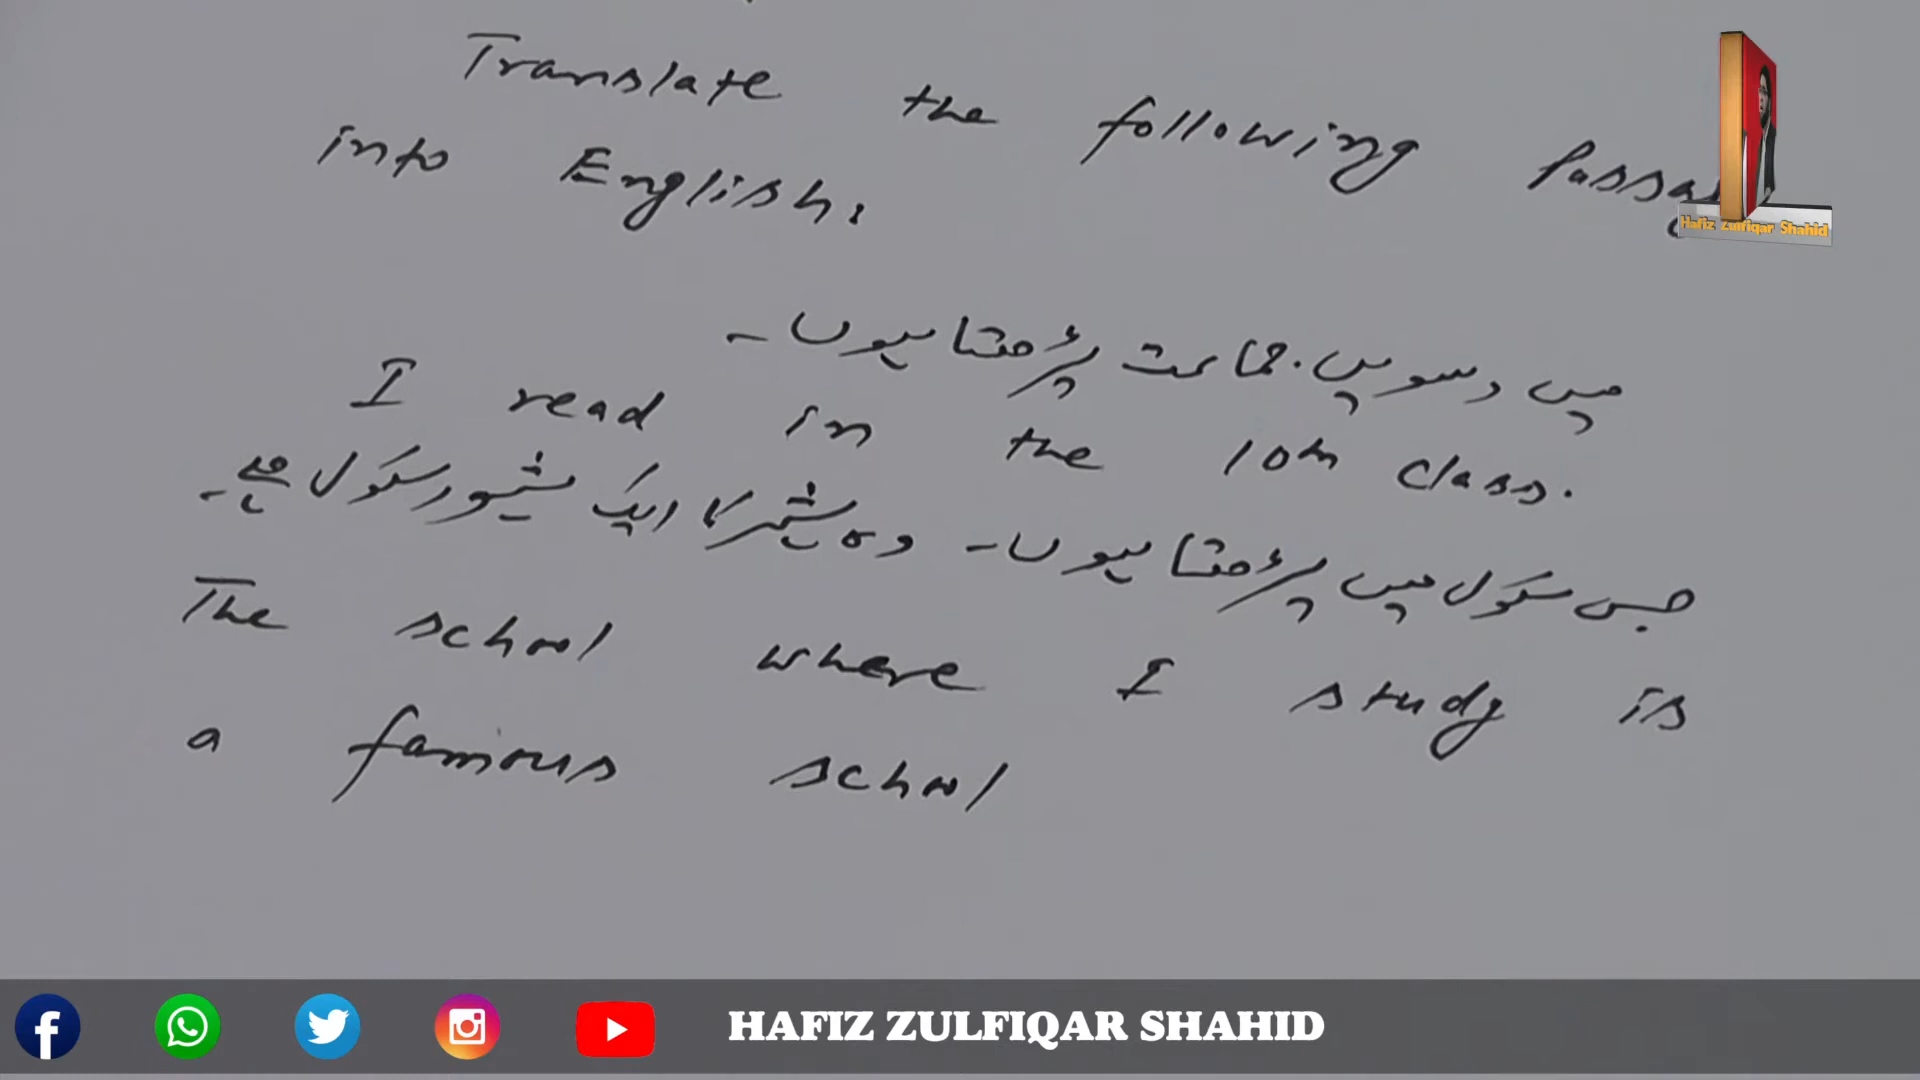 Translate the following Passag
into English:
میں دسویں جماعت پڑھتا ہوں۔
I read in the 10th class.
جس سکول میں پڑھتا ہوں۔ وہ شہر کا ایک مشہور سکول ہے۔
The school where I study is
a famous school
Hafiz Zulfiqar Shahid
HAFIZ ZULFIQAR SHAHID